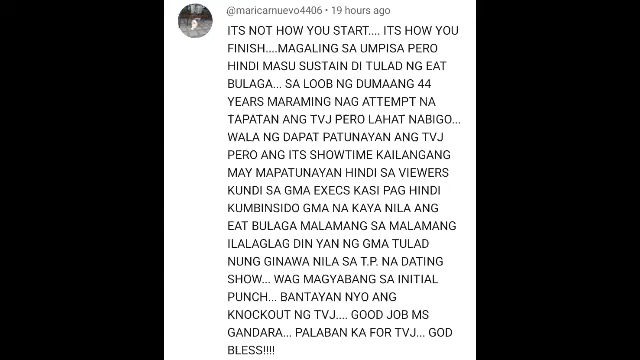 @maricarnuevo4406 • 19 hours ago
ITS NOT HOW YOU START.... ITS HOW YOU
FINISH....MAGALING SA UMPISA PERO
HINDI MASU SUSTAIN DI TULAD NG EAT
BULAGA... SA LOOB NG DUMAANG 44
YEARS MARAMING NAG ATTEMPT NA
TAPATAN ANG TVJ PERO LAHAT NABIGO...
WALA NG DAPAT PATUNAYAN ANG TVJ
PERO ANG ITS SHOWTIME KAILANGANG
MAY MAPATUNAYAN HINDI SA VIEWERS
KUNDI SA GMA EXECS KASI PAG HINDI
KUMBINSIDO GMA NA KAYA NILA ANG
EAT BULAGA MALAMANG SA MALAMANG
ILALAGLAG DIN YAN NG GMA TULAD
NUNG GINAWA NILA SA T.P. NA DATING
SHOW... WAG MAGYABANG SA INITIAL
PUNCH... BANTAYAN NYO ANG
KNOCKOUT NG TVJ.... GOOD JOB MS
GANDARA... PALABAN KA FOR TVJ... GOD
BLESS!!!!